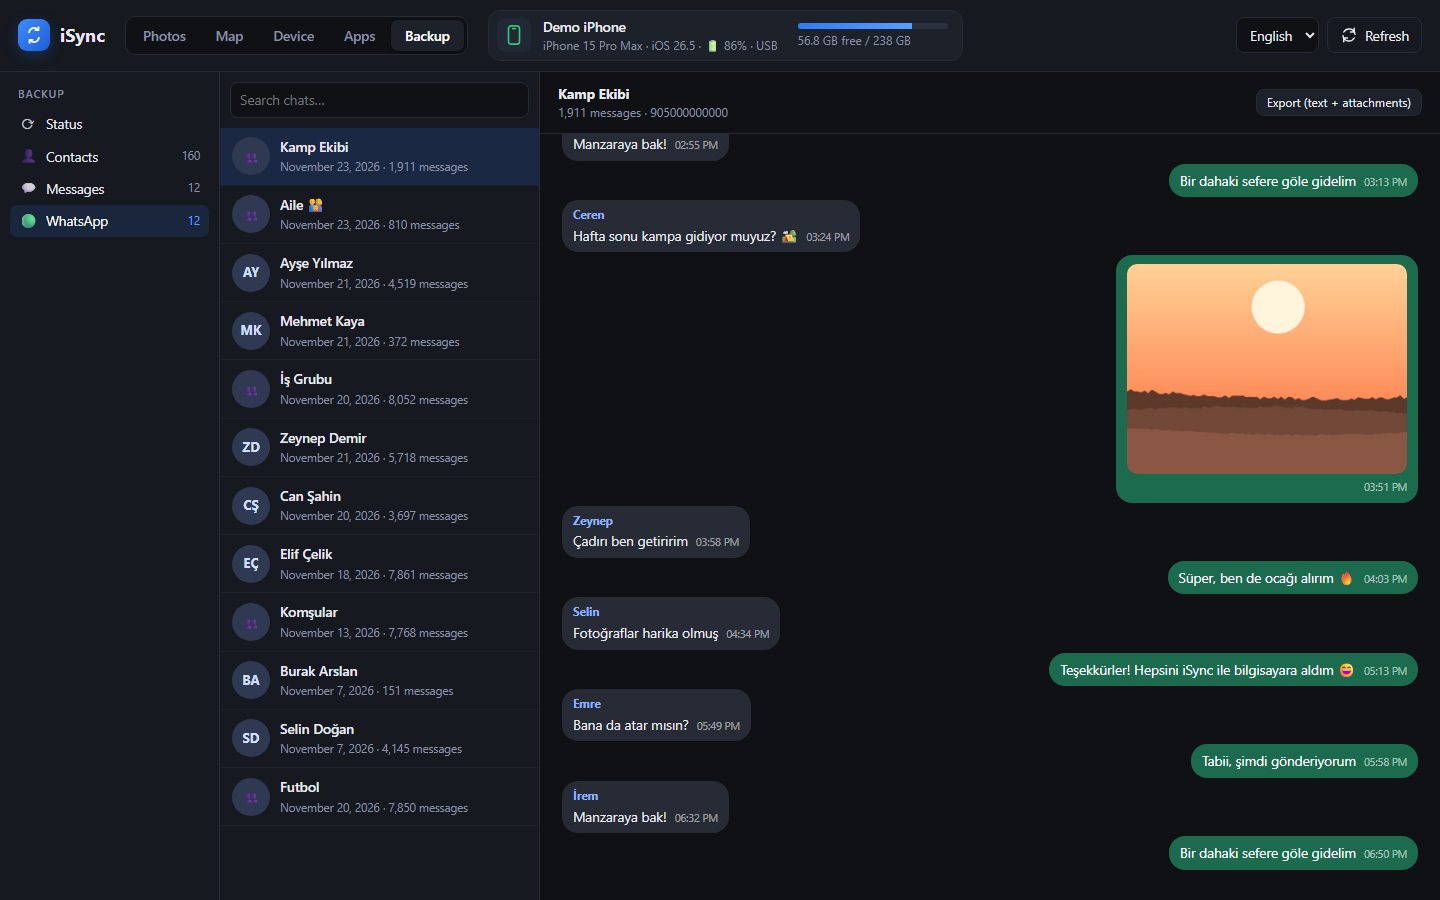 iSync
Photos
Map
Device
Apps
Backup
Demo iPhone
iPhone 15 Pro Max · iOS 26.5 · 🔋 86% · USB
56.8 GB free / 238 GB
English
Refresh
BACKUP
Status
Contacts 160
Messages 12
WhatsApp 12
Search chats...
Kamp Ekibi
November 23, 2026 · 1,911 messages
Aile 👨‍👩‍👧
November 23, 2026 · 810 messages
AY
Ayşe Yılmaz
November 21, 2026 · 4,519 messages
MK
Mehmet Kaya
November 21, 2026 · 372 messages
İş Grubu
November 20, 2026 · 8,052 messages
ZD
Zeynep Demir
November 21, 2026 · 5,718 messages
CŞ
Can Şahin
November 20, 2026 · 3,697 messages
EÇ
Elif Çelik
November 18, 2026 · 7,861 messages
Komşular
November 13, 2026 · 7,768 messages
BA
Burak Arslan
November 7, 2026 · 151 messages
SD
Selin Doğan
November 7, 2026 · 4,145 messages
Futbol
November 20, 2026 · 7,850 messages
Kamp Ekibi
1,911 messages · 905000000000
Export (text + attachments)
Manzaraya bak! 02:55 PM
Bir dahaki sefere göle gidelim 03:13 PM
Ceren
Hafta sonu kampa gidiyor muyuz? 🏕️ 03:24 PM
03:51 PM
Zeynep
Çadırı ben getiririm 03:58 PM
Süper, ben de ocağı alırım 🔥 04:03 PM
Selin
Fotoğraflar harika olmuş 04:34 PM
Teşekkürler! Hepsini iSync ile bilgisayara aldım 😄 05:13 PM
Emre
Bana da atar mısın? 05:49 PM
Tabii, şimdi gönderiyorum 05:58 PM
İrem
Manzaraya bak! 06:32 PM
Bir dahaki sefere göle gidelim 06:50 PM